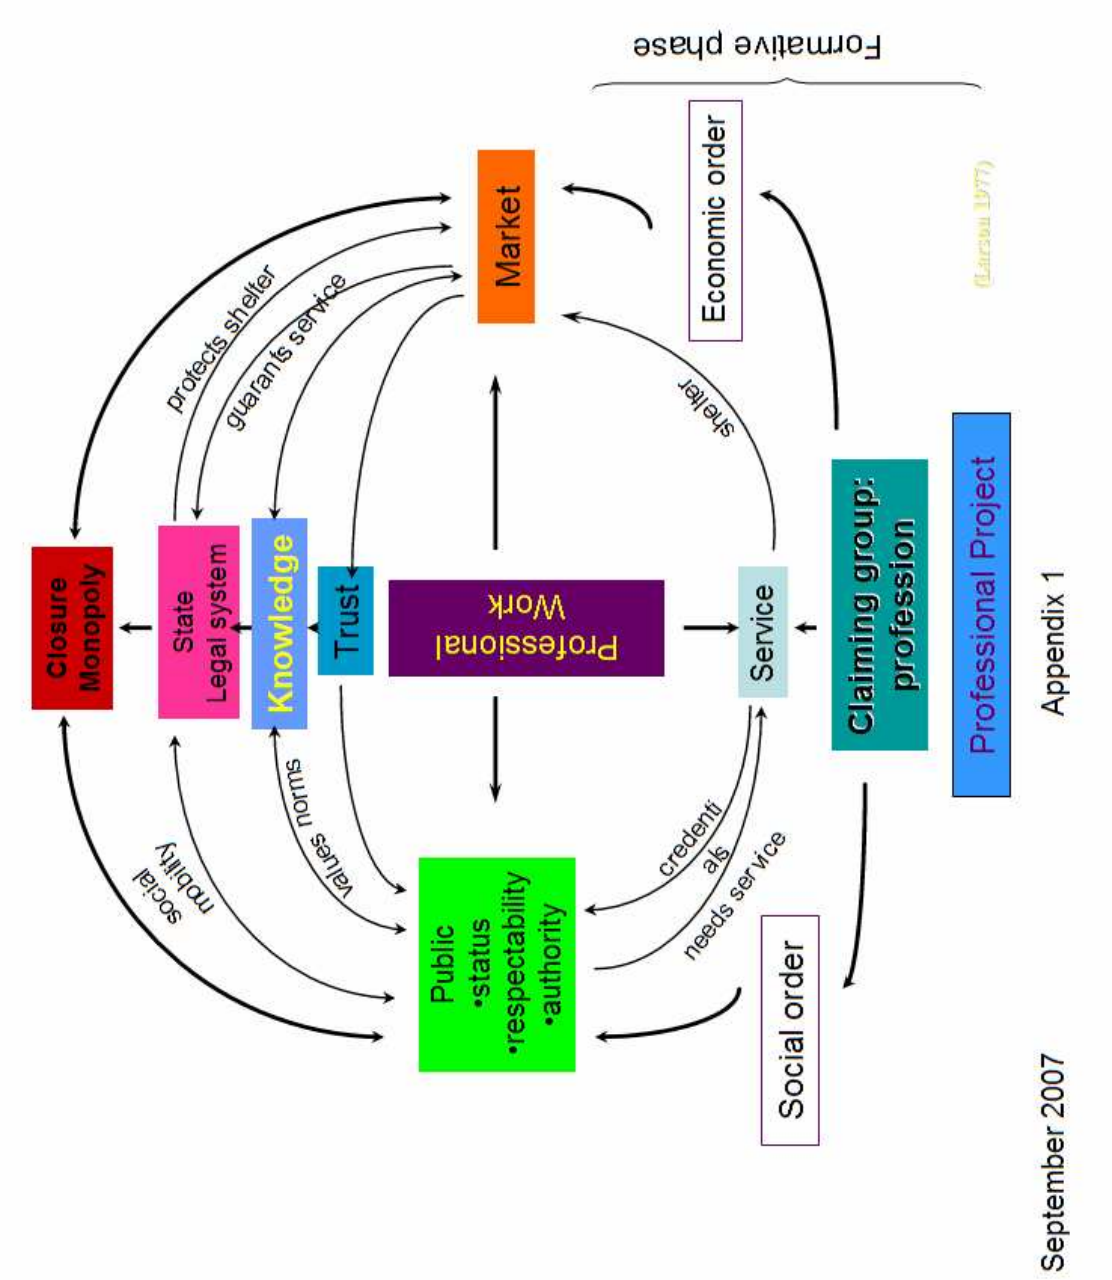 Closure
Monopoly
social
mobility
State
Legal system
protects shelter
guarants service
values norms
Knowledge
Trust
Public
•status
•respectability
•authority
Professional
Work
Market
credenti
als
needs service
Service
shelter
Social order
Economic order
Formative phase
Claiming group:
profession
Professional Project
(Larson 1977)
September 2007
Appendix 1